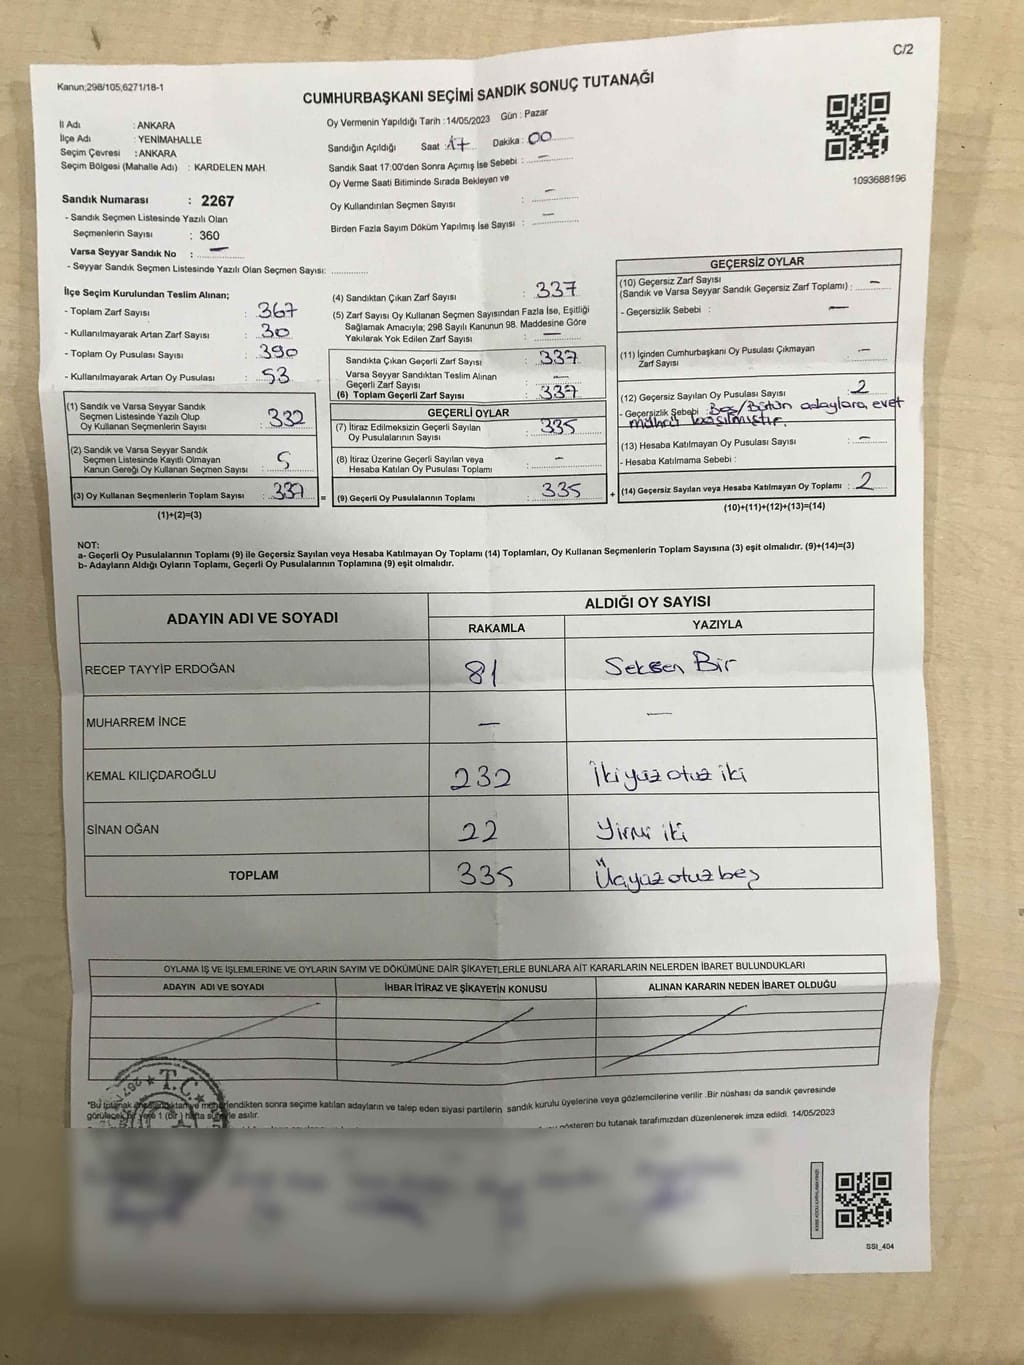 C/2
Kanun;298/105,6271/18-1
CUMHURBAŞKANI SEÇİMİ SANDIK SONUÇ TUTANAĞI
İl Adı : ANKARA
İlçe Adı : YENİMAHALLE
Seçim Çevresi : ANKARA
Seçim Bölgesi (Mahalle Adı) : KARDELEN MAH.
Sandık Numarası : 2267
- Sandık Seçmen Listesinde Yazılı Olan
Seçmenlerin Sayısı : 360
Varsa Seyyar Sandık No : —
- Seyyar Sandık Seçmen Listesinde Yazılı Olan Seçmen Sayısı: ..............
Oy Vermenin Yapıldığı Tarih :14/05/2023 Gün : Pazar
Sandığın Açıldığı Saat : 17 Dakika : 00
Sandık Saat 17:00'den Sonra Açımış İse Sebebi : —
Oy Verme Saati Bitiminde Sırada Bekleyen ve
Oy Kullandırılan Seçmen Sayısı : —
Birden Fazla Sayım Döküm Yapılmış İse Sayısı : —
1093688196
İlçe Seçim Kurulundan Teslim Alınan;
- Toplam Zarf Sayısı : 367
- Kullanılmayarak Artan Zarf Sayısı : 30
- Toplam Oy Pusulası Sayısı : 390
- Kullanılmayarak Artan Oy Pusulası : 53
(1) Sandık ve Varsa Seyyar Sandık
Seçmen Listesinde Yazılı Olup
Oy Kullanan Seçmenlerin Sayısı : 332
(2) Sandık ve Varsa Seyyar Sandık
Seçmen Listesinde Kayıtlı Olmayan
Kanun Gereği Oy Kullanan Seçmen Sayısı : 5
(3) Oy Kullanan Seçmenlerin Toplam Sayısı : 337
(1)+(2)=(3)
=
(4) Sandıktan Çıkan Zarf Sayısı : 337
(5) Zarf Sayısı Oy Kullanan Seçmen Sayısından Fazla İse, Eşitliği
Sağlamak Amacıyla; 298 Sayılı Kanunun 98. Maddesine Göre
Yakılarak Yok Edilen Zarf Sayısı : —
Sandıkta Çıkan Geçerli Zarf Sayısı : 337
Varsa Seyyar Sandıktan Teslim Alınan
Geçerli Zarf Sayısı : —
(6) Toplam Geçerli Zarf Sayısı : 337
GEÇERLİ OYLAR
(7) İtiraz Edilmeksizin Geçerli Sayılan
Oy Pusulalarının Sayısı : 335
(8) İtiraz Üzerine Geçerli Sayılan veya
Hesaba Katılan Oy Pusulası Toplamı : —
(9) Geçerli Oy Pusulalarının Toplamı : 335
+
GEÇERSİZ OYLAR
(10) Geçersiz Zarf Sayısı
(Sandık ve Varsa Seyyar Sandık Geçersiz Zarf Toplamı) : —
- Geçersizlik Sebebi : —
(11) İçinden Cumhurbaşkanı Oy Pusulası Çıkmayan
Zarf Sayısı : —
(12) Geçersiz Sayılan Oy Pusulası Sayısı : 2
- Geçersizlik Sebebi : Boş/Bütün adaylara evet
mührü basılmıştır.
(13) Hesaba Katılmayan Oy Pusulası Sayısı : —
- Hesaba Katılmama Sebebi :
(14) Geçersiz Sayılan veya Hesaba Katılmayan Oy Toplamı : 2
(10)+(11)+(12)+(13)=(14)
NOT:
a- Geçerli Oy Pusulalarının Toplamı (9) ile Geçersiz Sayılan veya Hesaba Katılmayan Oy Toplamı (14) Toplamları, Oy Kullanan Seçmenlerin Toplam Sayısına (3) eşit olmalıdır. (9)+(14)=(3)
b- Adayların Aldığı Oyların Toplamı, Geçerli Oy Pusulalarının Toplamına (9) eşit olmalıdır.
ADAYIN ADI VE SOYADI ALDIĞI OY SAYISI
RAKAMLA YAZIYLA
RECEP TAYYİP ERDOĞAN 81 Seksen Bir
MUHARREM İNCE — —
KEMAL KILIÇDAROĞLU 232 İkiyüz otuz iki
SİNAN OĞAN 22 Yirmi iki
TOPLAM 335 Üçyüz otuz beş
OYLAMA İŞ VE İŞLEMLERİNE VE OYLARIN SAYIM VE DÖKÜMÜNE DAİR ŞİKAYETLERLE BUNLARA AİT KARARLARIN NELERDEN İBARET BULUNDUKLARI
ADAYIN ADI VE SOYADI İHBAR İTİRAZ VE ŞİKAYETİN KONUSU ALINAN KARARIN NEDEN İBARET OLDUĞU
T.C.
"Bu tutanak mühürlendikten sonra seçime katılan adayların ve talep eden siyasi partilerin sandık kurulu üyelerine veya gözlemcilerine verilir .Bir nüshası da sandık çevresinde
görülecek bir yere 1 (bir ) hafta süreyle asılır.
gösteren bu tutanak tarafımızdan düzenlenerek imza edildi. 14/05/2023
SSI_404